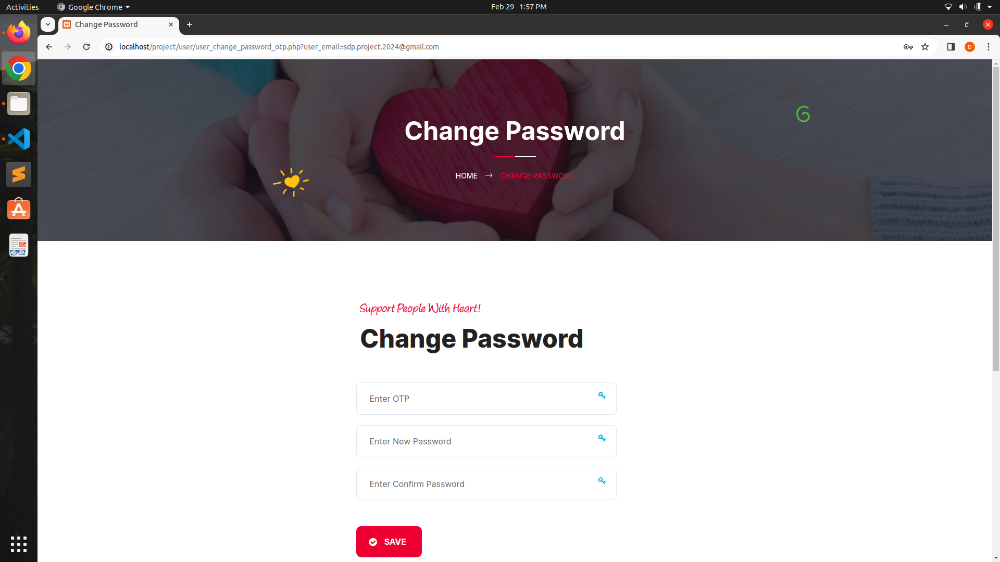 Activities
Google Chrome
Feb 29 1:57 PM
Change Password
localhost/project/user/user_change_password_otp.php?user_email=sdp.project.2024@gmail.com
D
Change Password
HOME → CHANGE PASSWORD
Support People With Heart!
Change Password
Enter OTP
Enter New Password
Enter Confirm Password
SAVE